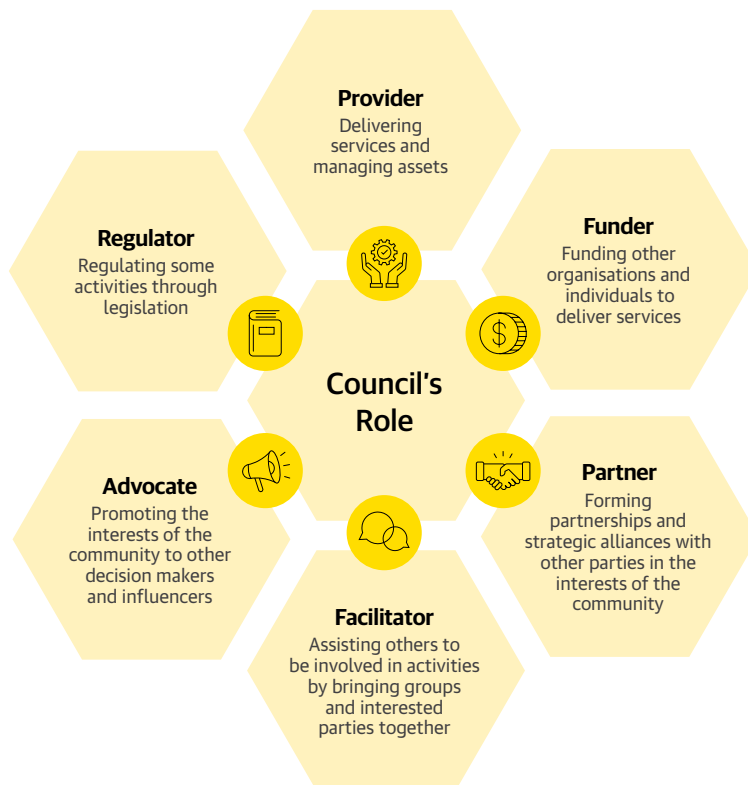 Provider
Delivering
services and
managing assets
Funder
Funding other
organisations and
individuals to
deliver services
Partner
Forming
partnerships and
strategic alliances with
other parties in the
interests of the
community
Facilitator
Assisting others to
be involved in activities
by bringing groups
and interested
parties together
Advocate
Promoting the
interests of the
community to other
decision makers
and influencers
Regulator
Regulating some
activities through
legislation
Council's
Role
$